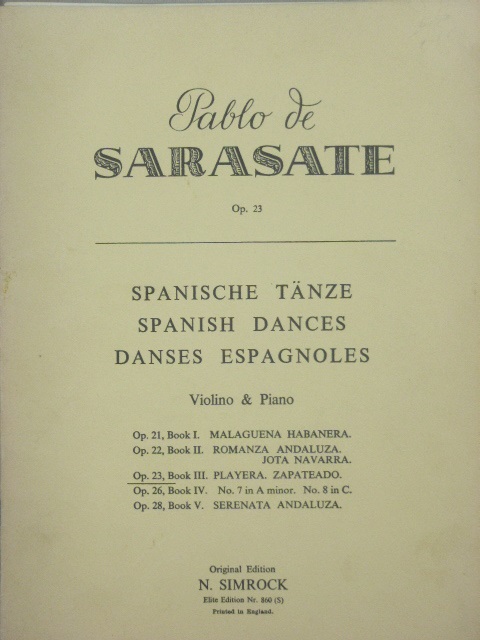 Pablo de
SARASATE
Op. 23
SPANISCHE TÄNZE
SPANISH DANCES
DANSES ESPAGNOLES
Violino & Piano
Op. 21, Book I. MALAGUENA HABANERA.
Op. 22, Book II. ROMANZA ANDALUZA.
JOTA NAVARRA.
Op. 23, Book III. PLAYERA. ZAPATEADO.
Op. 26, Book IV. No. 7 in A minor. No. 8 in C.
Op. 28, Book V. SERENATA ANDALUZA.
Original Edition
N. SIMROCK
Elite Edition Nr. 860 (S)
Printed in England.